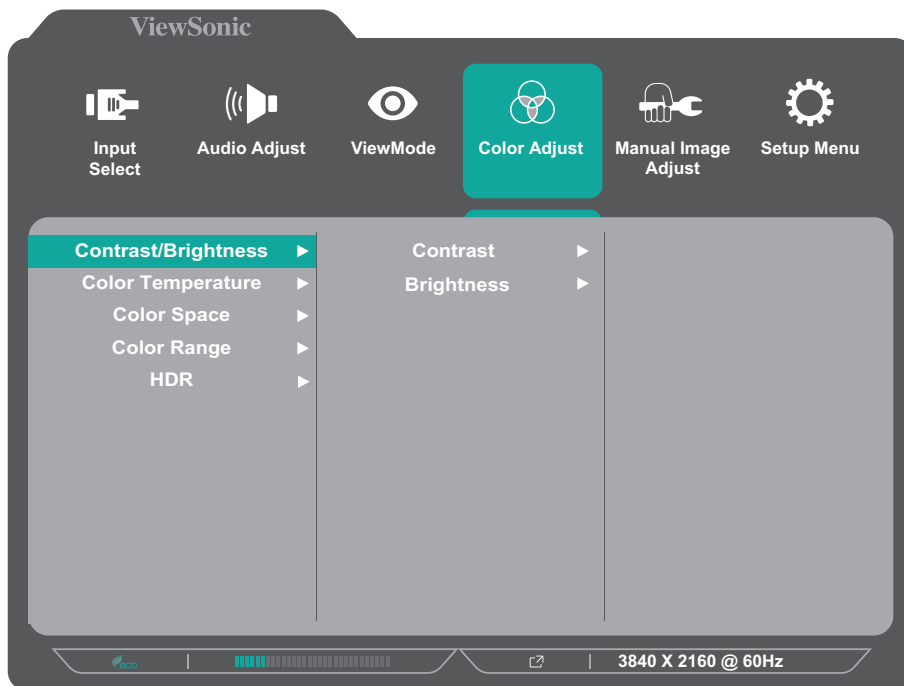 ViewSonic
Input
Select
Audio Adjust
ViewMode
Color Adjust
Manual Image
Adjust
Setup Menu
Contrast/Brightness
Contrast
Color Temperature
Brightness
Color Space
Color Range
HDR
eco
3840 X 2160 @ 60Hz